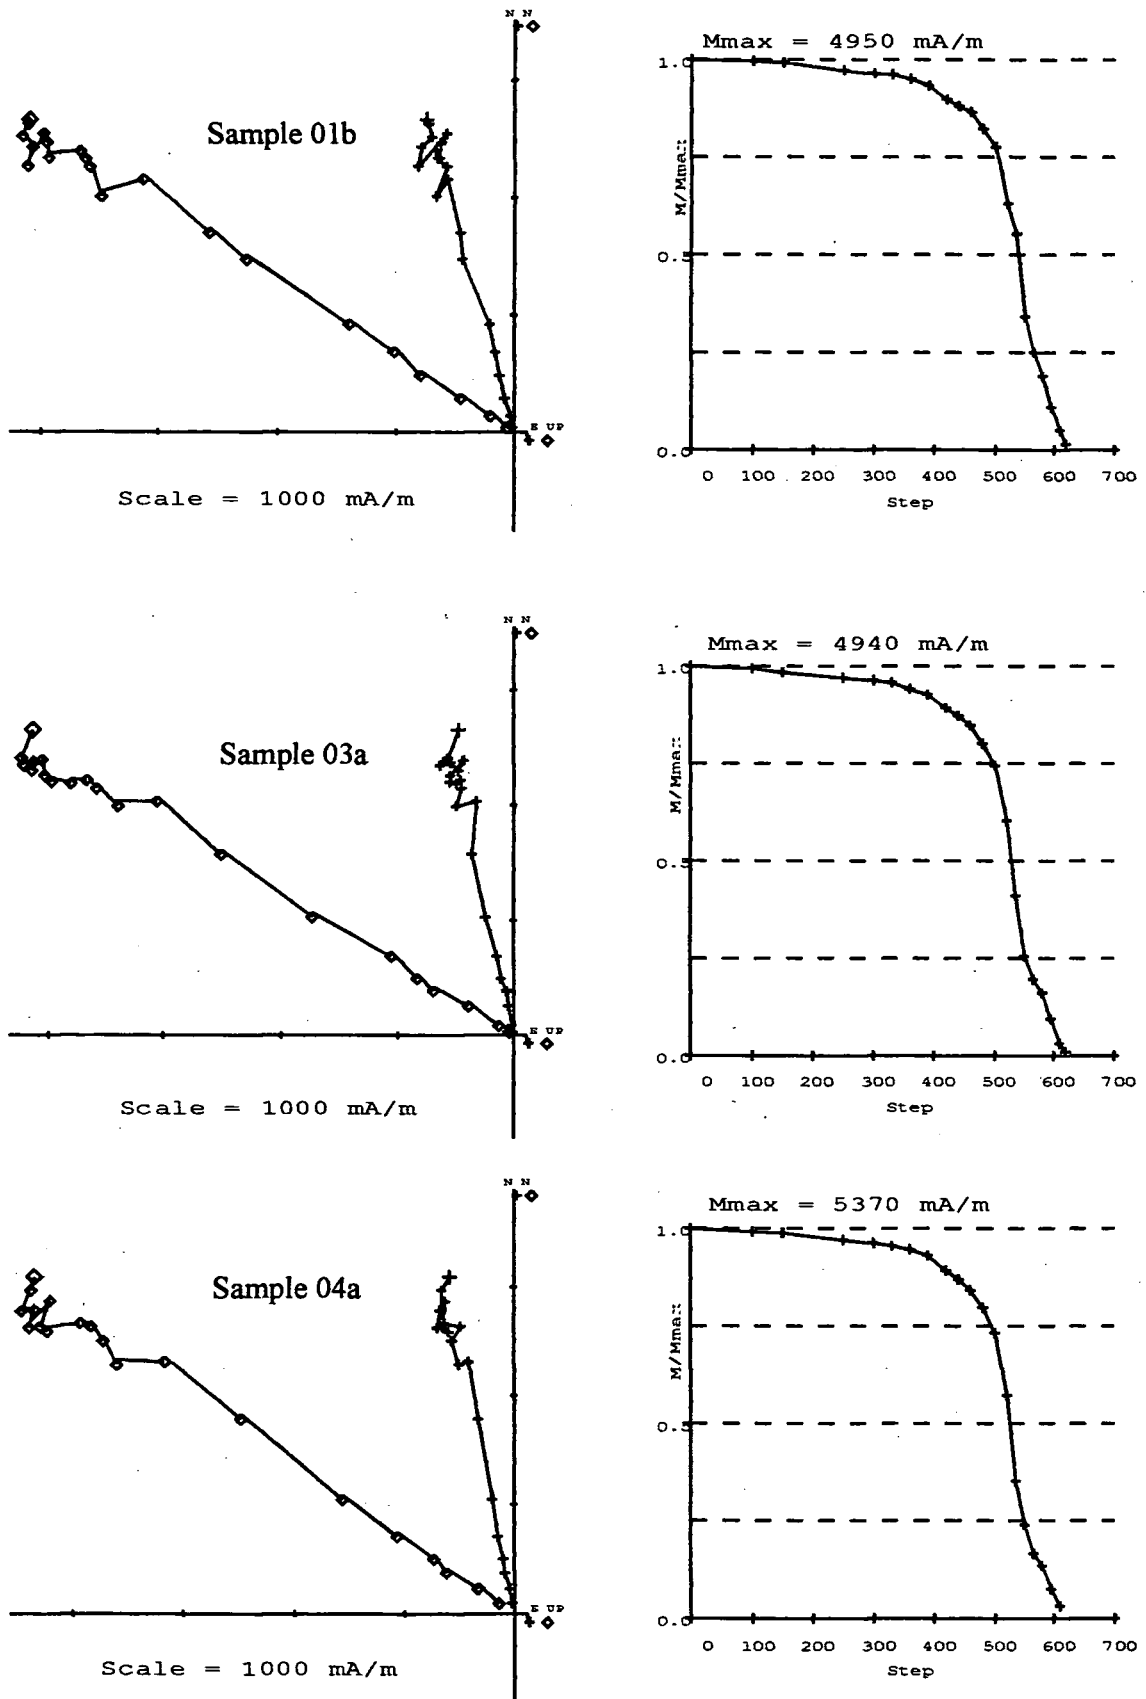 N N
Sample 01b
E UP
Scale = 1000 mA/m
Mmax = 4950 mA/m
1.0
M/Mmax
0.5
0.0
0 100 200 300 400 500 600 700
Step
N N
Sample 03a
E UP
Scale = 1000 mA/m
Mmax = 4940 mA/m
1.0
M/Mmax
0.5
0.0
0 100 200 300 400 500 600 700
Step
N N
Sample 04a
E UP
Scale = 1000 mA/m
Mmax = 5370 mA/m
1.0
M/Mmax
0.5
0.0
0 100 200 300 400 500 600 700
Step